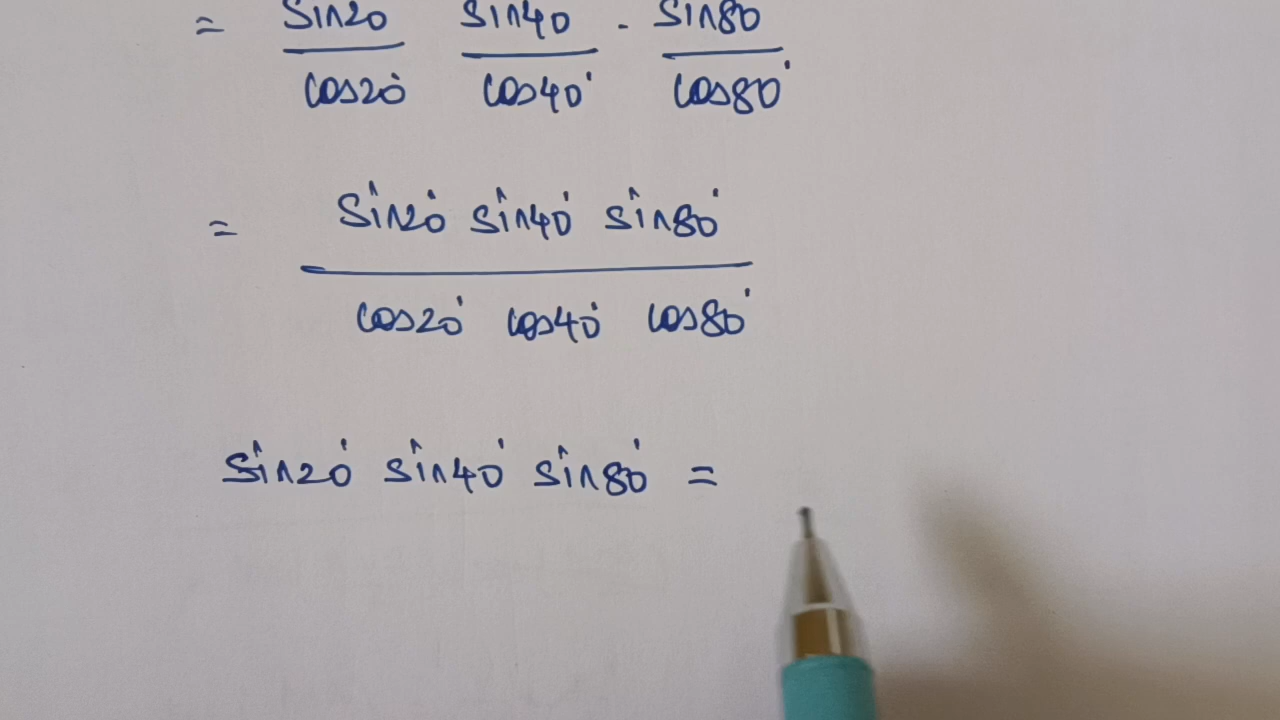 = sin20 sin40 . sin80
cos20° cos40° cos80°
= sin20° sin40° sin80°
cos20° cos40° cos80°
sin20° sin40° sin80° =